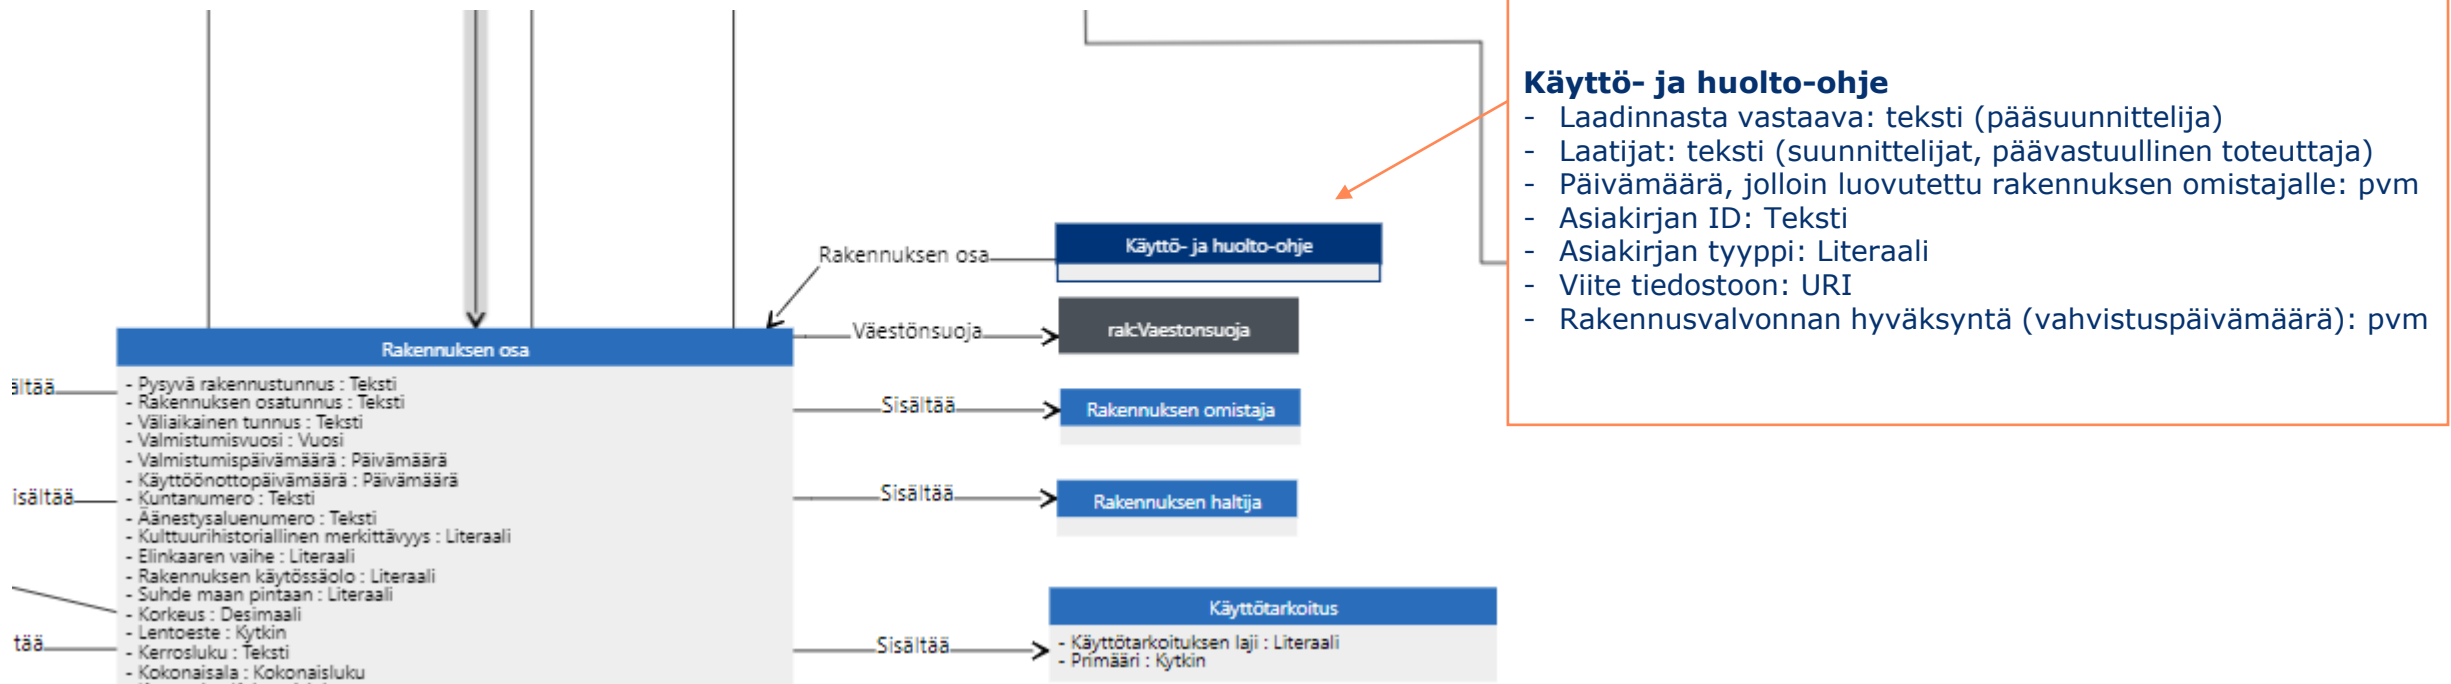 Käyttö- ja huolto-ohje
- Laadinnasta vastaava: teksti (pääsuunnittelija)
- Laatijat: teksti (suunnittelijat, päävastuullinen toteuttaja)
- Päivämäärä, jolloin luovutettu rakennuksen omistajalle: pvm
- Asiakirjan ID: Teksti
- Asiakirjan tyyppi: Literaali
- Viite tiedostoon: URI
- Rakennusvalvonnan hyväksyntä (vahvistuspäivämäärä): pvm
Rakennuksen osa
Käyttö- ja huolto-ohje
Väestönsuoja
rak:Vaestonsuoja
Sisältää
Rakennuksen omistaja
Sisältää
Rakennuksen haltija
Sisältää
Käyttötarkoitus
- Käyttötarkoituksen laji : Literaali
- Primääri : Kytkin
Rakennuksen osa
- Pysyvä rakennustunnus : Teksti
- Rakennuksen osatunnus : Teksti
- Väliaikainen tunnus : Teksti
- Valmistumisvuosi : Vuosi
- Valmistumispäivämäärä : Päivämäärä
- Käyttöönottopäivämäärä : Päivämäärä
- Kuntanumero : Teksti
- Äänestysaluenumero : Teksti
- Kulttuurihistoriallinen merkittävyys : Literaali
- Elinkaaren vaihe : Literaali
- Rakennuksen käytössäolo : Literaali
- Suhde maan pintaan : Literaali
- Korkeus : Desimaali
- Lentoeste : Kytkin
- Kerrosluku : Teksti
- Kokonaisala : Kokonaisluku
ältää
isältää
tää